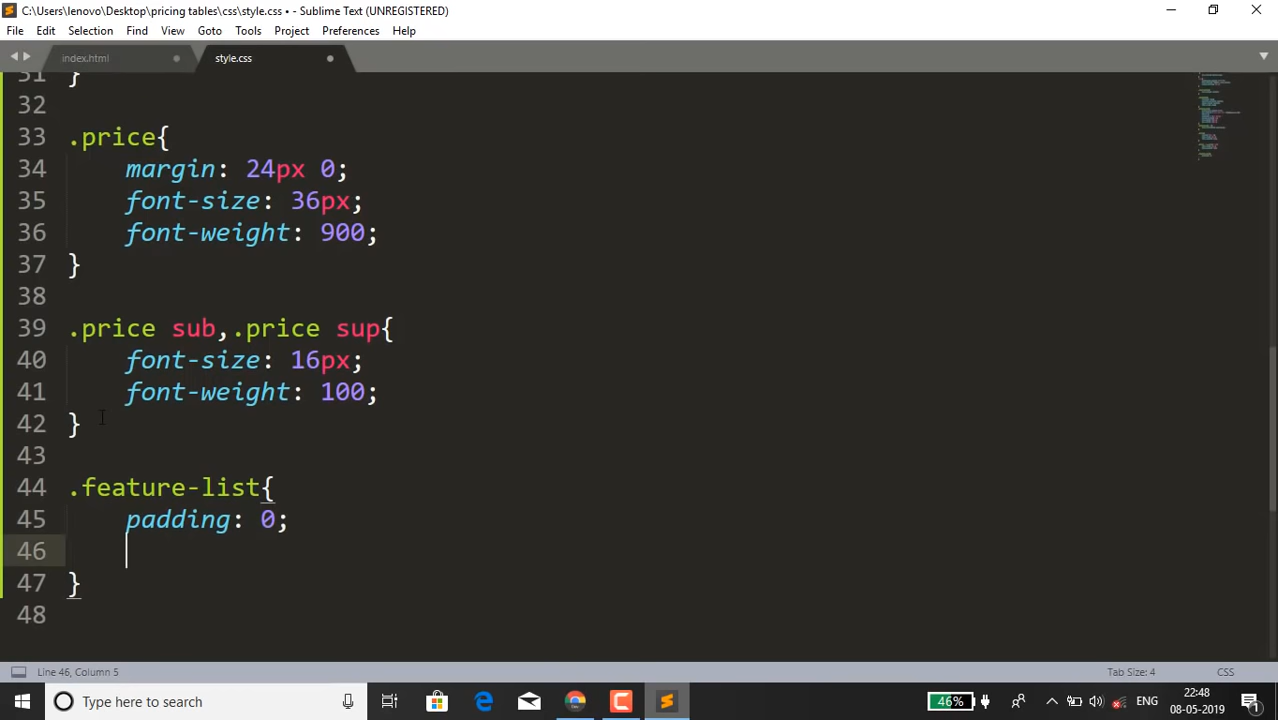 C:\Users\lenovo\Desktop\pricing tables\css\style.css • - Sublime Text (UNREGISTERED)
File Edit Selection Find View Goto Tools Project Preferences Help
index.html style.css
31 }
32
33 .price{
34 margin: 24px 0;
35 font-size: 36px;
36 font-weight: 900;
37 }
38
39 .price sub,.price sup{
40 font-size: 16px;
41 font-weight: 100;
42 }
43
44 .feature-list{
45 padding: 0;
46
47 }
48
Line 46, Column 5 Tab Size: 4 CSS
Type here to search 46% ENG 22:48
08-05-2019 1